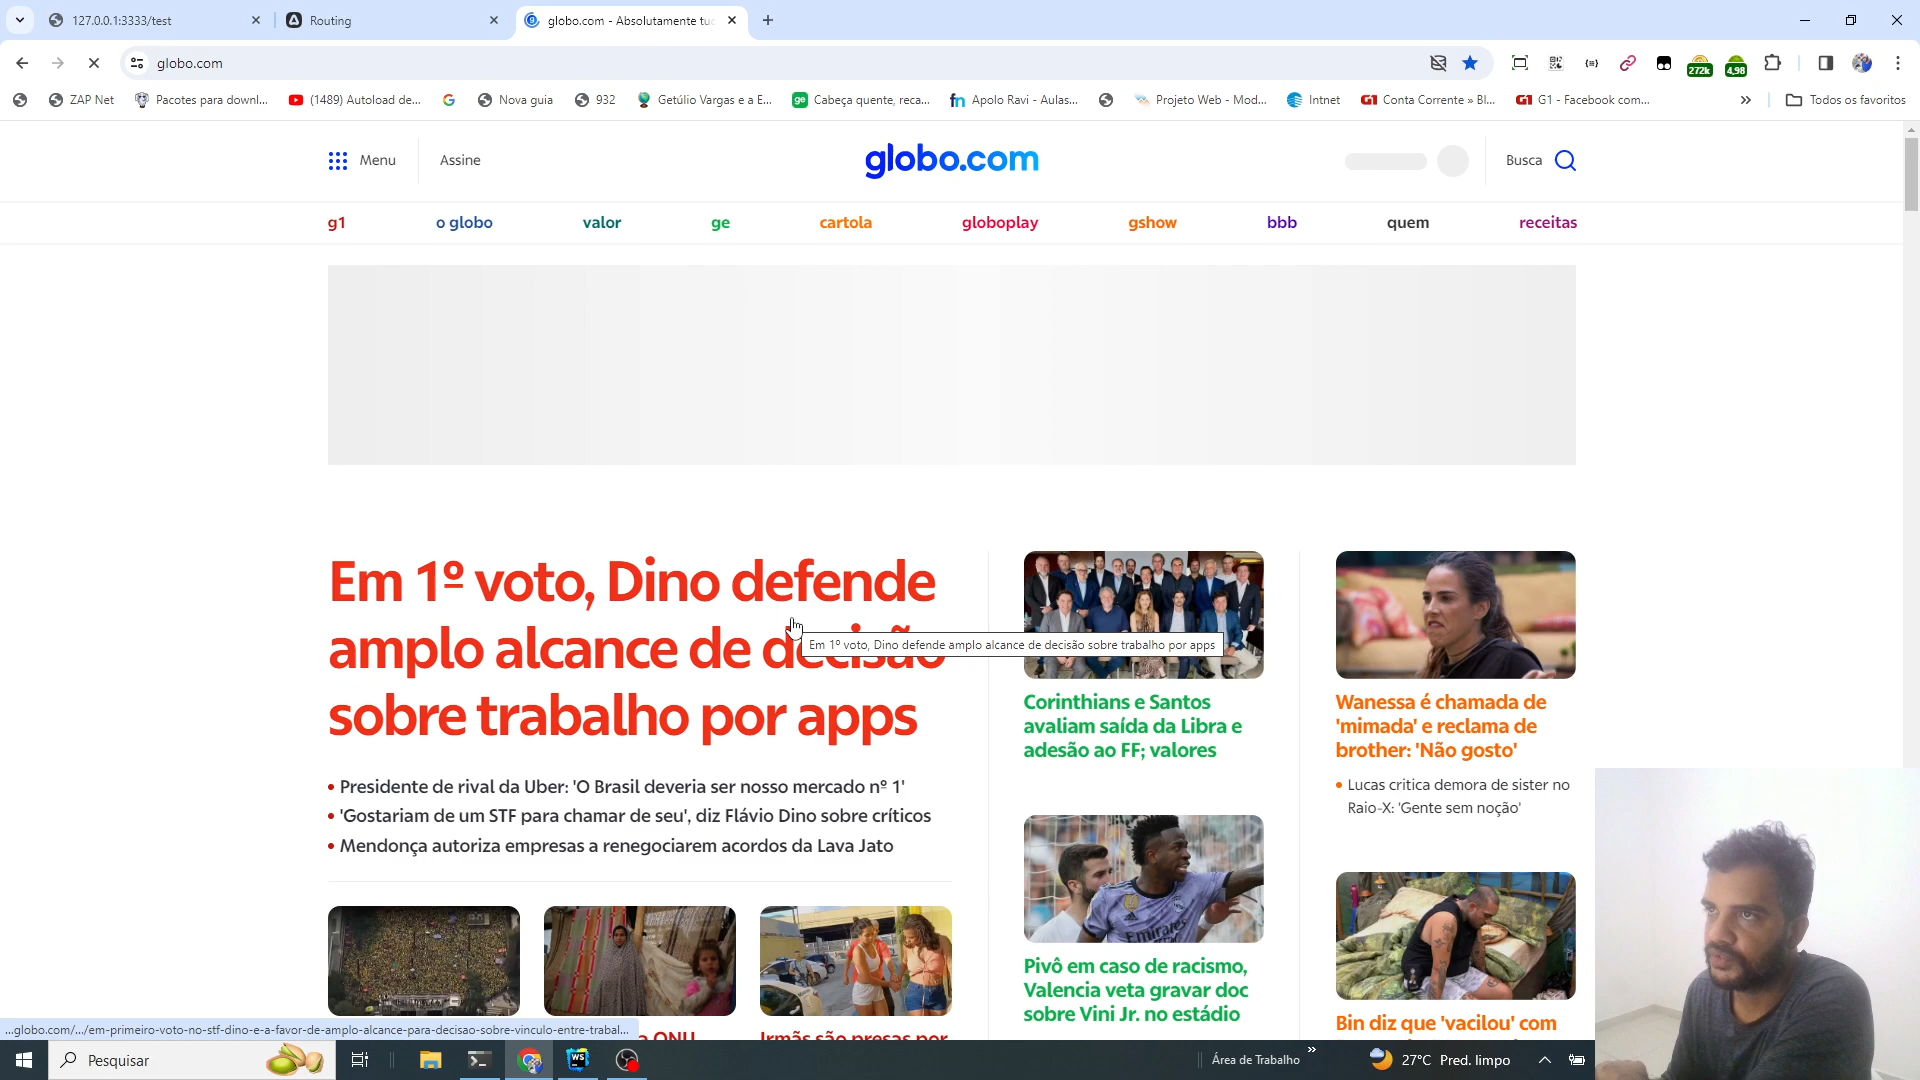 127.0.0.1:3333/test
Routing
globo.com - Absolutamente tuc
globo.com
272k
4,98
ZAP Net
Pacotes para downl...
(1489) Autoload de...
Nova guia
932
Getúlio Vargas e a E...
Cabeça quente, reca...
Apolo Ravi - Aulas...
Projeto Web - Mod...
Intnet
Conta Corrente » Bl...
G1 - Facebook com...
Todos os favoritos
Menu
Assine
globo.com
Busca
g1
o globo
valor
ge
cartola
globoplay
gshow
bbb
quem
receitas
Em 1º voto, Dino defende
amplo alcance de decisão
sobre trabalho por apps
Em 1º voto, Dino defende amplo alcance de decisão sobre trabalho por apps
• Presidente de rival da Uber: 'O Brasil deveria ser nosso mercado nº 1'
• 'Gostariam de um STF para chamar de seu', diz Flávio Dino sobre críticos
• Mendonça autoriza empresas a renegociarem acordos da Lava Jato
Corinthians e Santos
avaliam saída da Libra e
adesão ao FF; valores
Pivô em caso de racismo,
Valencia veta gravar doc
sobre Vini Jr. no estádio
Wanessa é chamada de
'mimada' e reclama de
brother: 'Não gosto'
• Lucas critica demora de sister no
Raio-X: 'Gente sem noção'
Bin diz que 'vacilou' com
a ONU
Irmãs são presas por
...globo.com/.../em-primeiro-voto-no-stf-dino-e-a-favor-de-amplo-alcance-para-decisao-sobre-vinculo-entre-trabal...
Pesquisar
Área de Trabalho
27°C Pred. limpo